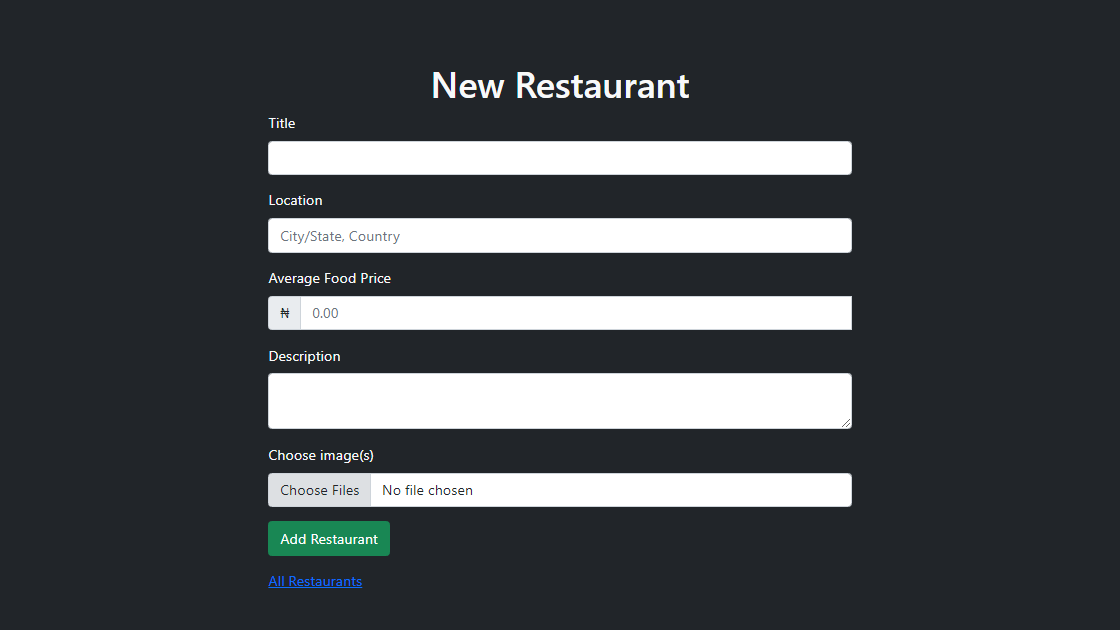 New Restaurant
Title
Location
City/State, Country
Average Food Price
₦ 0.00
Description
Choose image(s)
Choose Files No file chosen
Add Restaurant
All Restaurants